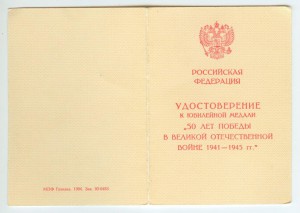 РОССИЙСКАЯ
ФЕДЕРАЦИЯ
УДОСТОВЕРЕНИЕ
К ЮБИЛЕЙНОЙ МЕДАЛИ
„50 ЛЕТ ПОБЕДЫ
В ВЕЛИКОЙ ОТЕЧЕСТВЕННОЙ
ВОЙНЕ 1941—1945 гг."